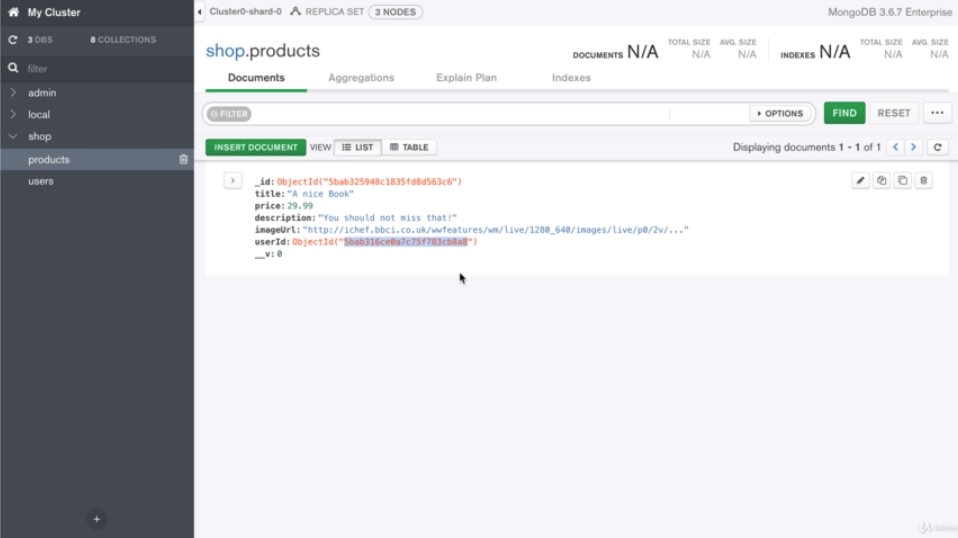 My Cluster
3 DBS 8 COLLECTIONS
filter
admin
local
shop
products
users
Cluster0-shard-0 REPLICA SET 3 NODES MongoDB 3.6.7 Enterprise
shop.products
DOCUMENTS N/A TOTAL SIZE N/A AVG. SIZE N/A INDEXES N/A TOTAL SIZE N/A AVG. SIZE N/A
Documents Aggregations Explain Plan Indexes
FILTER OPTIONS FIND RESET ...
INSERT DOCUMENT VIEW LIST TABLE Displaying documents 1 - 1 of 1
_id: ObjectId("5bab325948c1835fd8d563c6")
title: "A nice Book"
price: 29.99
description: "You should not miss that!"
imageUrl: "http://ichef.bbci.co.uk/wwfeatures/wm/live/1280_640/images/live/p0/2v/..."
userId: ObjectId("5bab316ce0a7c75f783cb8a8")
__v: 0
Udemy